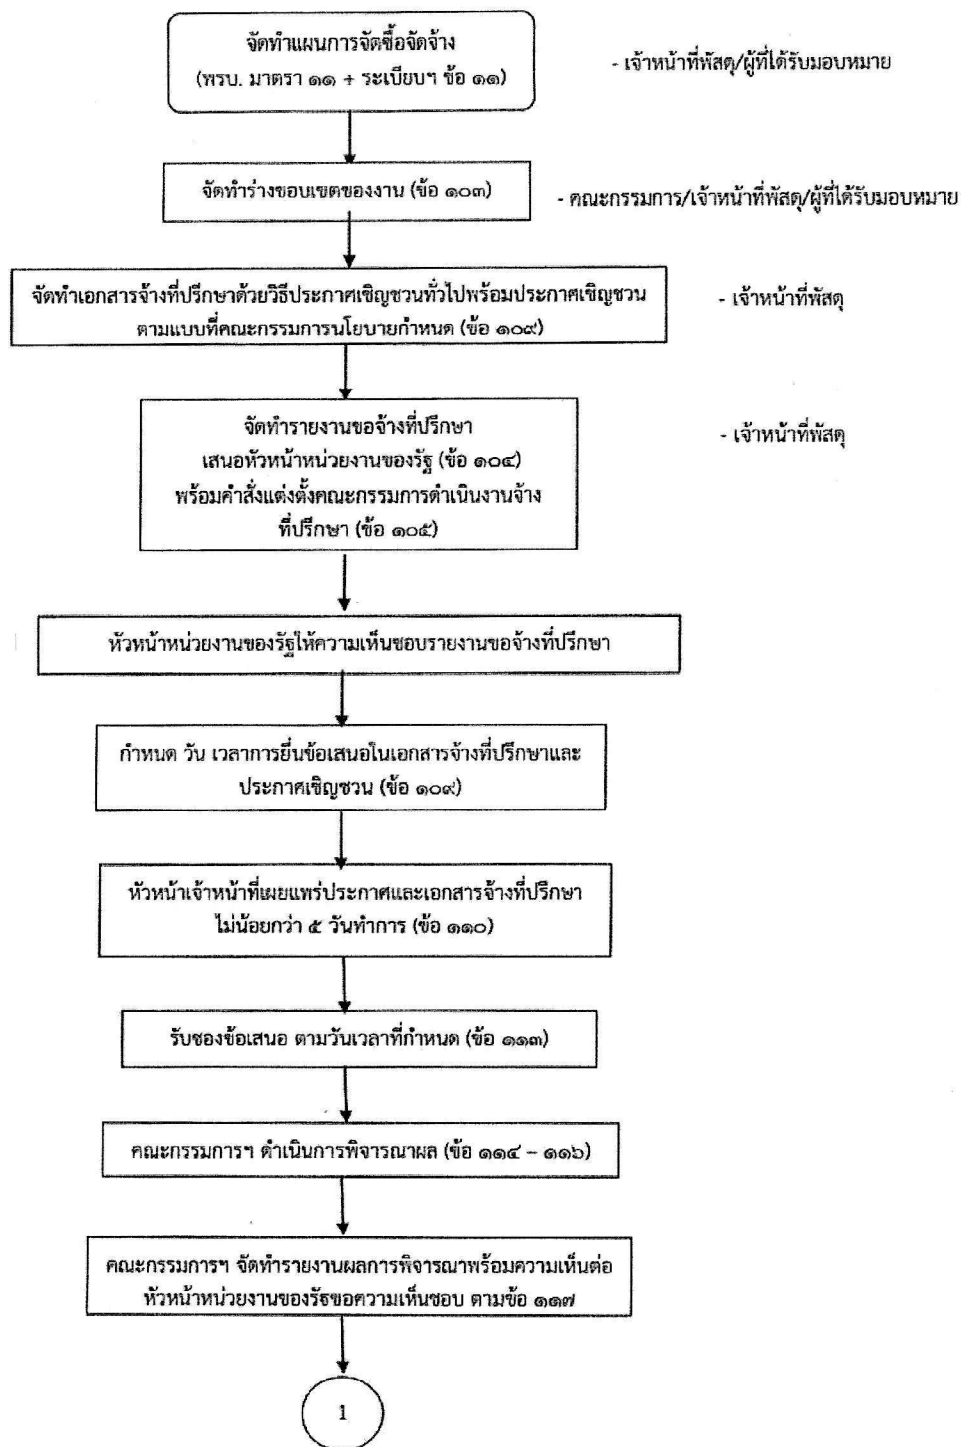 จัดทำแผนการจัดซื้อจัดจ้าง
(พรบ. มาตรา ๑๑ + ระเบียบฯ ข้อ ๑๑)
- เจ้าหน้าที่พัสดุ/ผู้ที่ได้รับมอบหมาย
จัดทำร่างขอบเขตของงาน (ข้อ ๑๐๓)
- คณะกรรมการ/เจ้าหน้าที่พัสดุ/ผู้ที่ได้รับมอบหมาย
จัดทำเอกสารจ้างที่ปรึกษาด้วยวิธีประกาศเชิญชวนทั่วไปพร้อมประกาศเชิญชวน
ตามแบบที่คณะกรรมการนโยบายกำหนด (ข้อ ๑๐๙)
- เจ้าหน้าที่พัสดุ
จัดทำรายงานขอจ้างที่ปรึกษา
เสนอหัวหน้าหน่วยงานของรัฐ (ข้อ ๑๐๔)
พร้อมคำสั่งแต่งตั้งคณะกรรมการดำเนินงานจ้าง
ที่ปรึกษา (ข้อ ๑๐๕)
- เจ้าหน้าที่พัสดุ
หัวหน้าหน่วยงานของรัฐให้ความเห็นชอบรายงานขอจ้างที่ปรึกษา
กำหนด วัน เวลาการยื่นข้อเสนอในเอกสารจ้างที่ปรึกษาและ
ประกาศเชิญชวน (ข้อ ๑๐๙)
หัวหน้าเจ้าหน้าที่เผยแพร่ประกาศและเอกสารจ้างที่ปรึกษา
ไม่น้อยกว่า ๕ วันทำการ (ข้อ ๑๑๐)
รับซองข้อเสนอ ตามวันเวลาที่กำหนด (ข้อ ๑๑๓)
คณะกรรมการฯ ดำเนินการพิจารณาผล (ข้อ ๑๑๔ – ๑๑๖)
คณะกรรมการฯ จัดทำรายงานผลการพิจารณาพร้อมความเห็นต่อ
หัวหน้าหน่วยงานของรัฐขอความเห็นชอบ ตามข้อ ๑๑๗
1